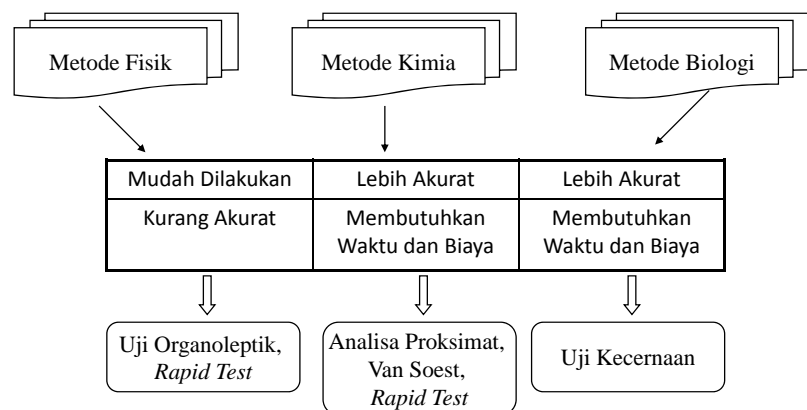 Metode Fisik
Metode Kimia
Metode Biologi
Mudah Dilakukan
Lebih Akurat
Lebih Akurat
Kurang Akurat
Membutuhkan
Waktu dan Biaya
Membutuhkan
Waktu dan Biaya
Uji Organoleptik,
Rapid Test
Analisa Proksimat,
Van Soest,
Rapid Test
Uji Kecernaan